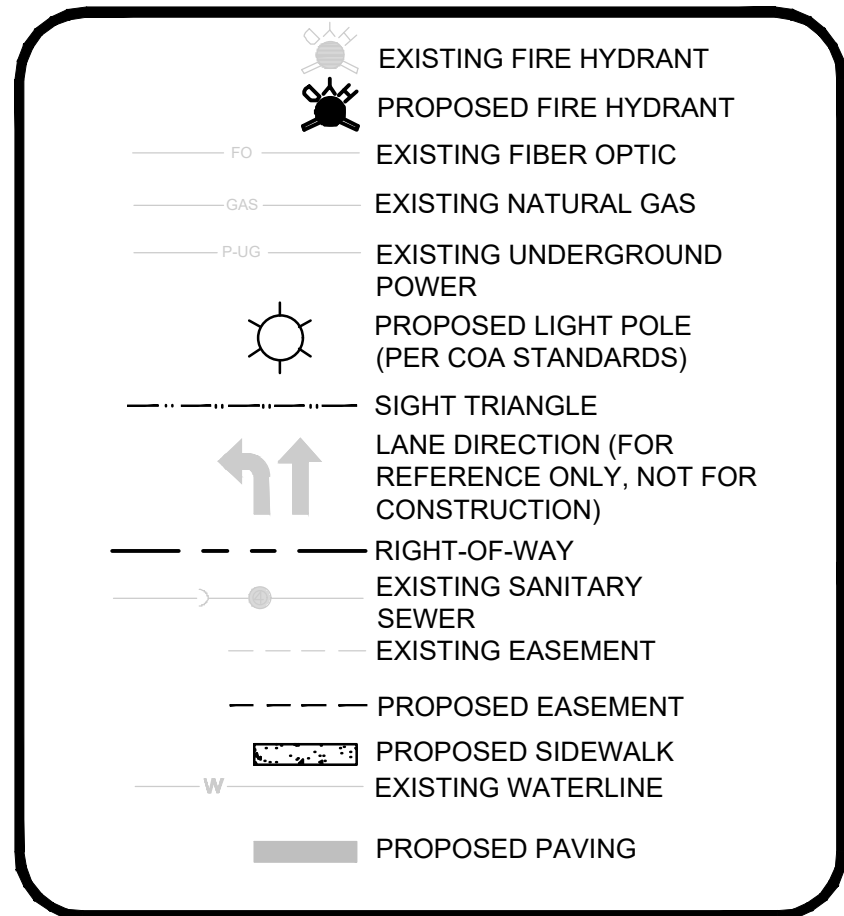 EXISTING FIRE HYDRANT
HYD
PROPOSED FIRE HYDRANT
HYD
FO
EXISTING FIBER OPTIC
GAS
EXISTING NATURAL GAS
P-UG
EXISTING UNDERGROUND
POWER
PROPOSED LIGHT POLE
(PER COA STANDARDS)
SIGHT TRIANGLE
LANE DIRECTION (FOR
REFERENCE ONLY, NOT FOR
CONSTRUCTION)
RIGHT-OF-WAY
EXISTING SANITARY
SEWER
EXISTING EASEMENT
PROPOSED EASEMENT
PROPOSED SIDEWALK
W
EXISTING WATERLINE
PROPOSED PAVING